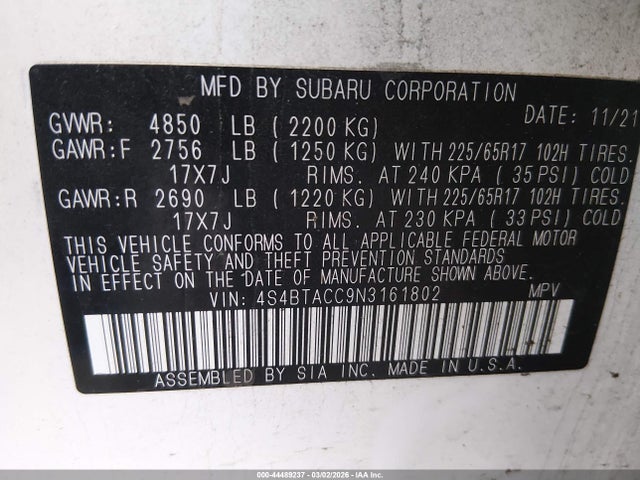 MFD BY SUBARU CORPORATION
DATE: 11/21
GVWR: 4850 LB (2200 KG)
GAWR:F 2756 LB (1250 KG) WITH 225/65R17 102H TIRES.
17X7J RIMS. AT 240 KPA (35 PSI) COLD
GAWR:R 2690 LB (1220 KG) WITH 225/65R17 102H TIRES.
17X7J RIMS. AT 230 KPA (33 PSI) COLD
THIS VEHICLE CONFORMS TO ALL APPLICABLE FEDERAL MOTOR
VEHICLE SAFETY AND THEFT PREVENTION STANDARDS
IN EFFECT ON THE DATE OF MANUFACTURE SHOWN ABOVE.
VIN: 4S4BTACC9N3161802 MPV
ASSEMBLED BY SIA INC. MADE IN U.S.A.
000-44489237 - 03/02/2026 - IAA Inc.